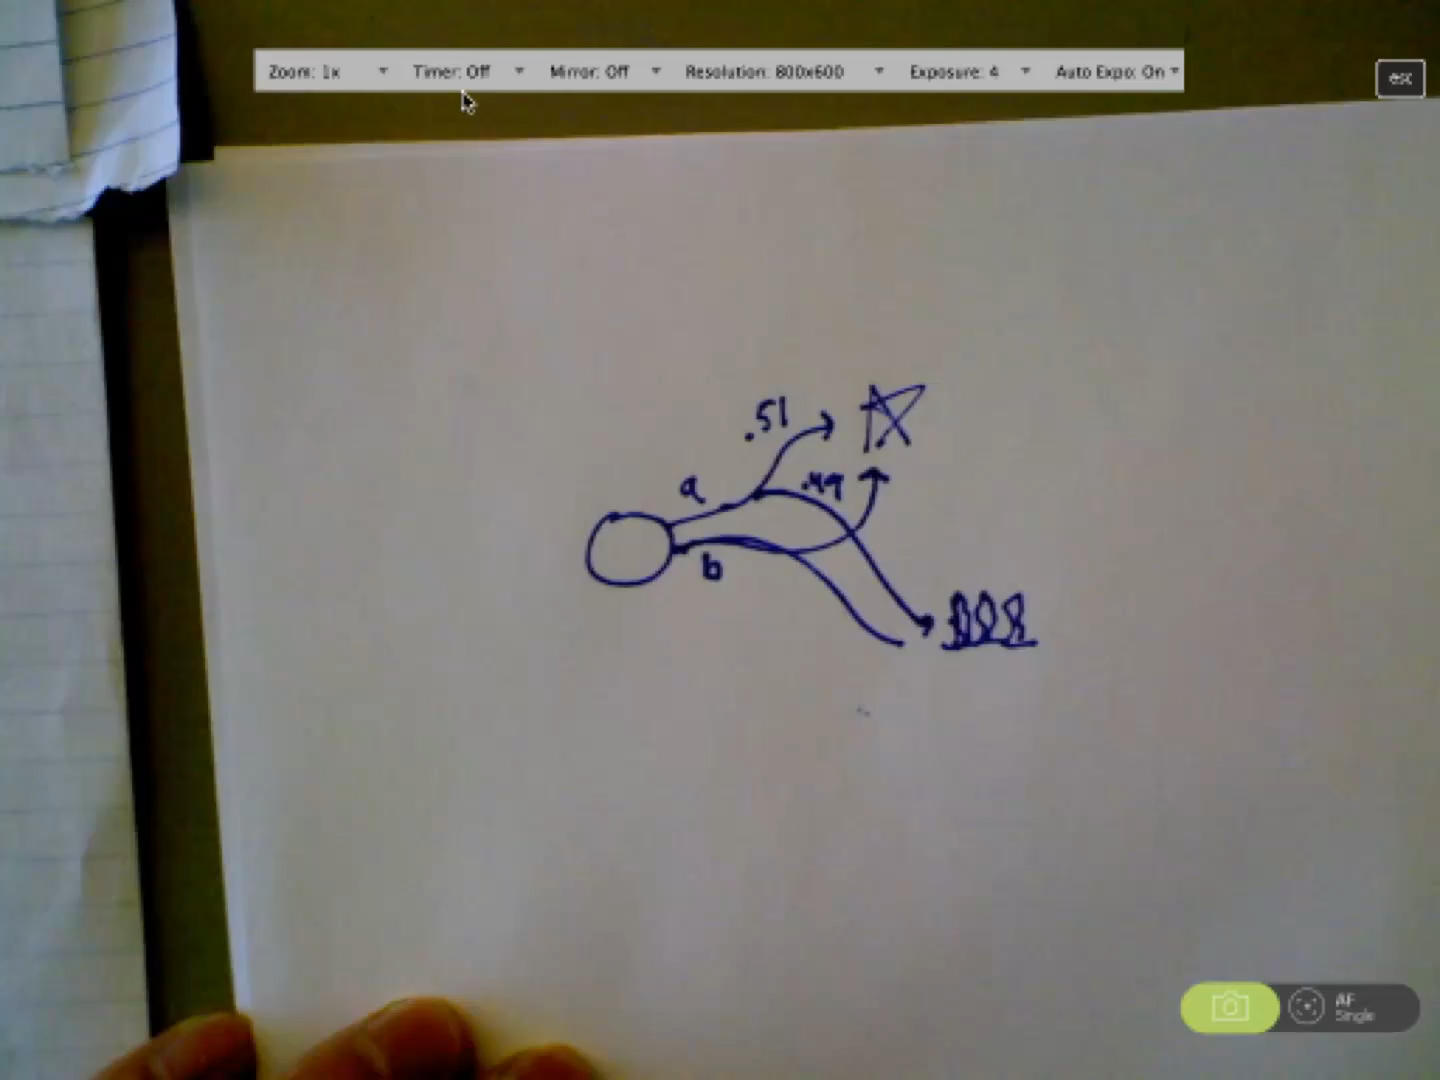 Zoom: 1x Timer: Off Mirror: Off Resolution: 800x600 Exposure: 4 Auto Expo: On
esc
.51
a .49
b
AF
Single